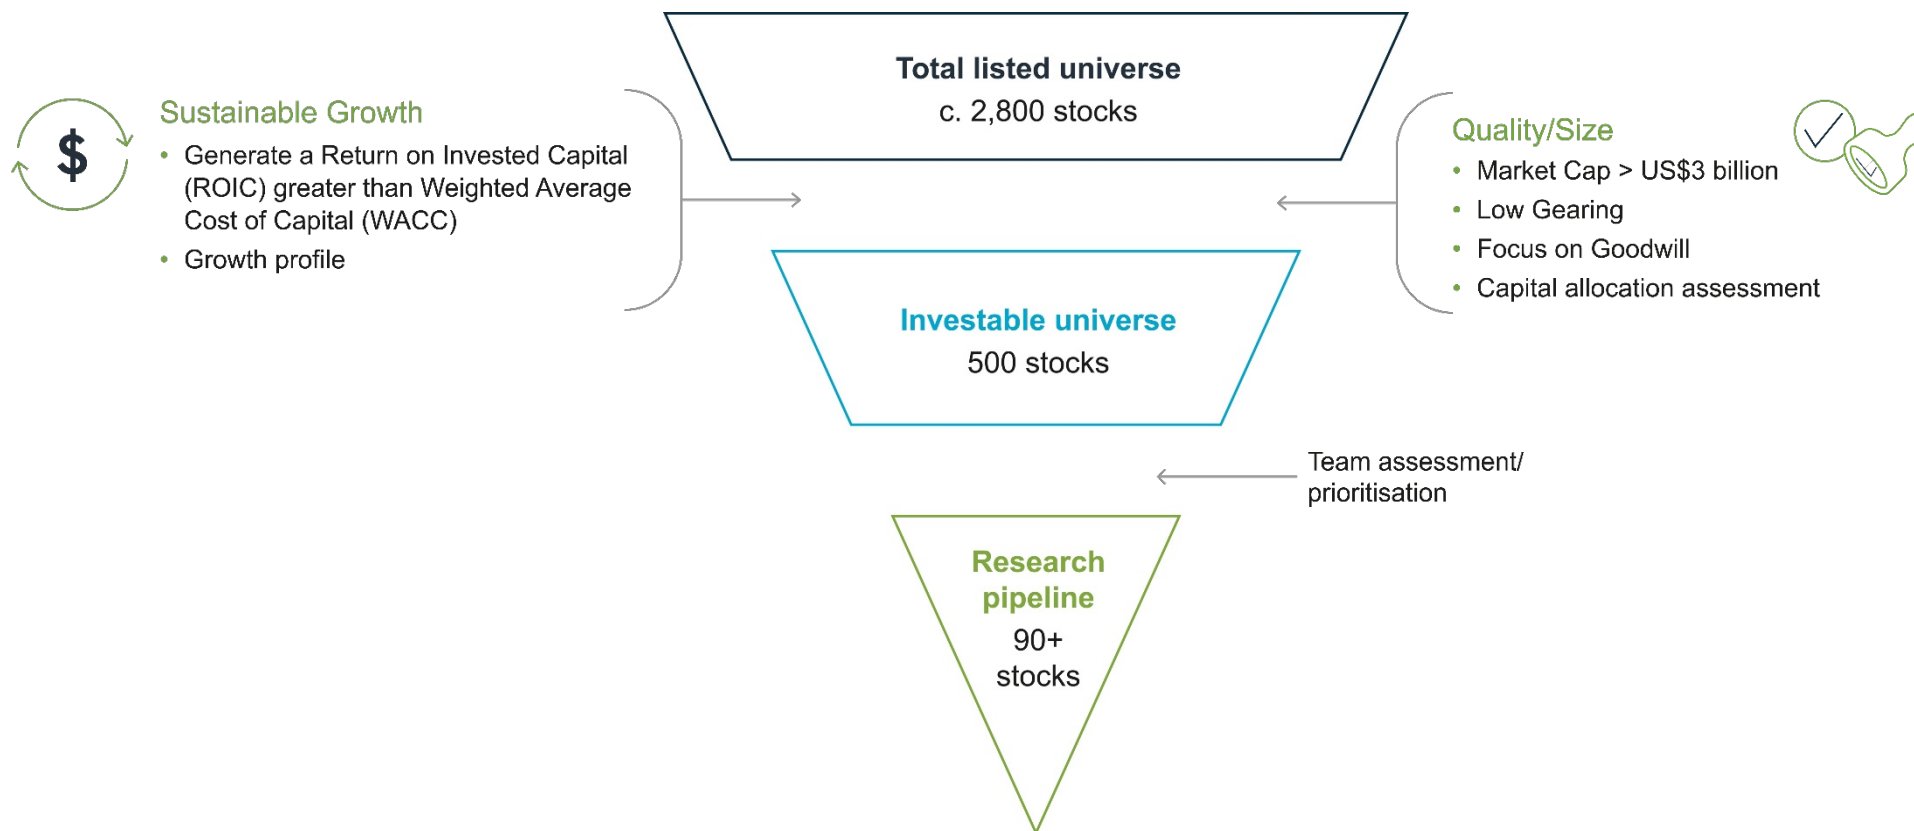 Total listed universe
c. 2,800 stocks
$
Sustainable Growth
• Generate a Return on Invested Capital
(ROIC) greater than Weighted Average
Cost of Capital (WACC)
• Growth profile
Quality/Size
• Market Cap > US$3 billion
• Low Gearing
• Focus on Goodwill
• Capital allocation assessment
Investable universe
500 stocks
Team assessment/
prioritisation
Research
pipeline
90+
stocks